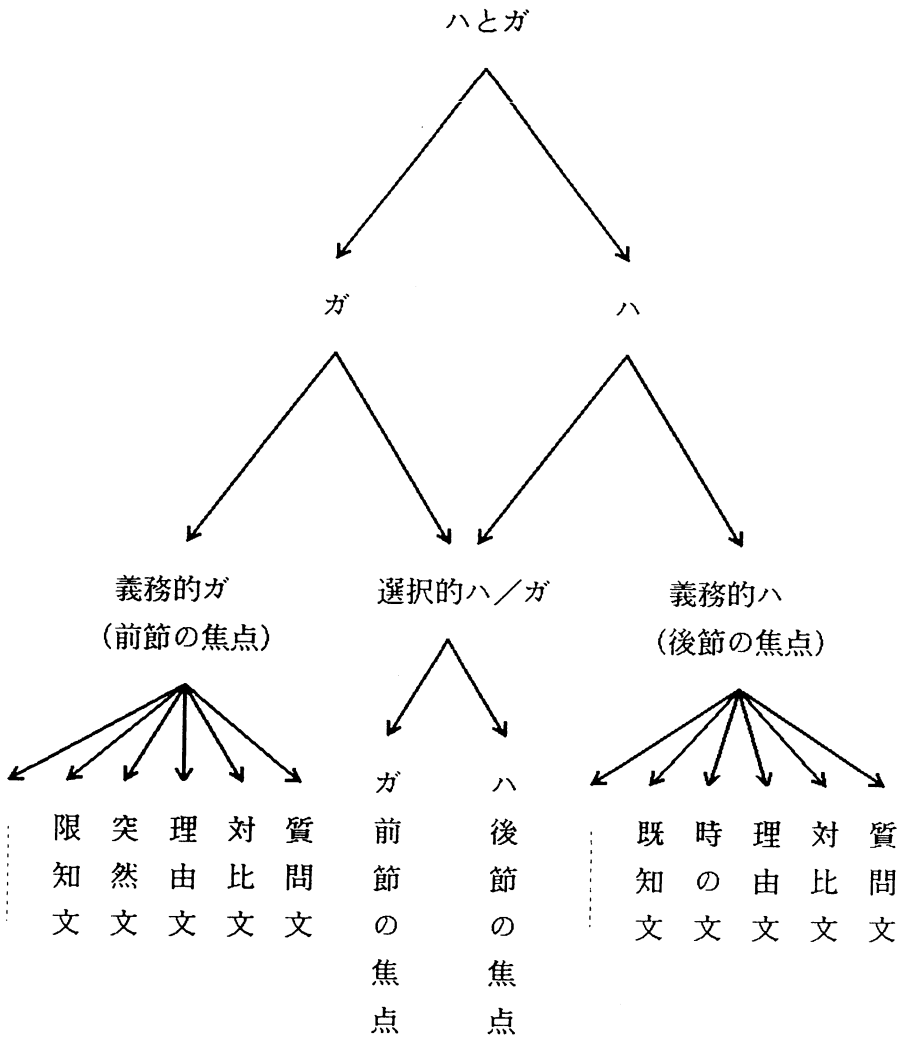 ハとガ
ガ
ハ
義務的ガ
(前節の焦点)
選択的ハ／ガ
義務的ハ
(後節の焦点)
限知文
突然文
理由文
対比文
質問文
ガ前節の焦点
ハ後節の焦点
既知文
時の文
理由文
対比文
質問文